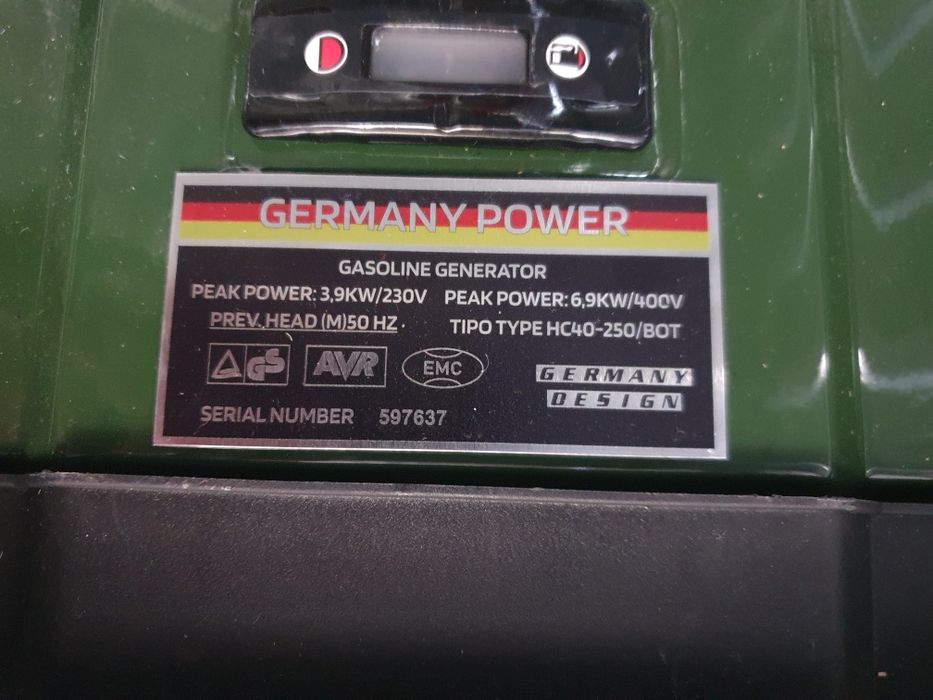 GERMANY POWER
GASOLINE GENERATOR
PEAK POWER: 3,9KW/230V PEAK POWER: 6,9KW/400V
PREV.HEAD (M)50 HZ TIPO TYPE HC40-250/BOT
GS AVR EMC GERMANY
DESIGN
SERIAL NUMBER 597637